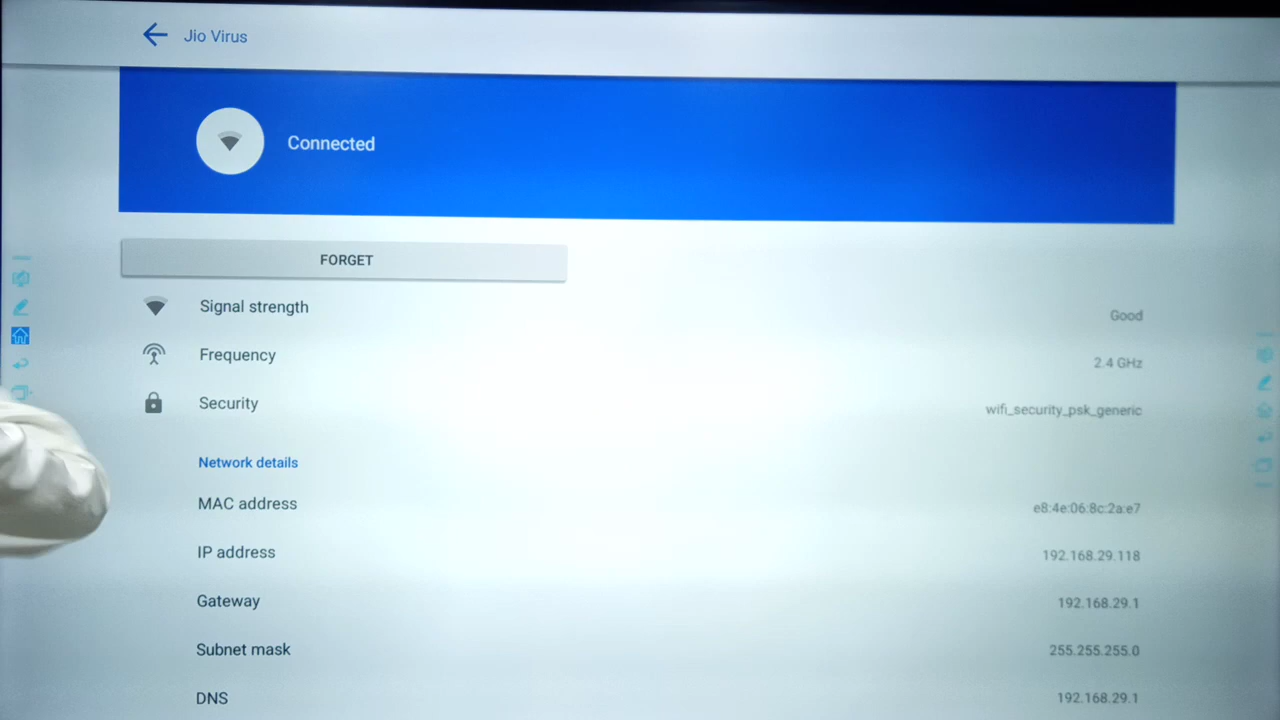 Jio Virus
Connected
FORGET
Signal strength Good
Frequency 2.4 GHz
Security wifi_security_psk_generic
Network details
MAC address e8:4e:06:8c:2a:e7
IP address 192.168.29.118
Gateway 192.168.29.1
Subnet mask 255.255.255.0
DNS 192.168.29.1